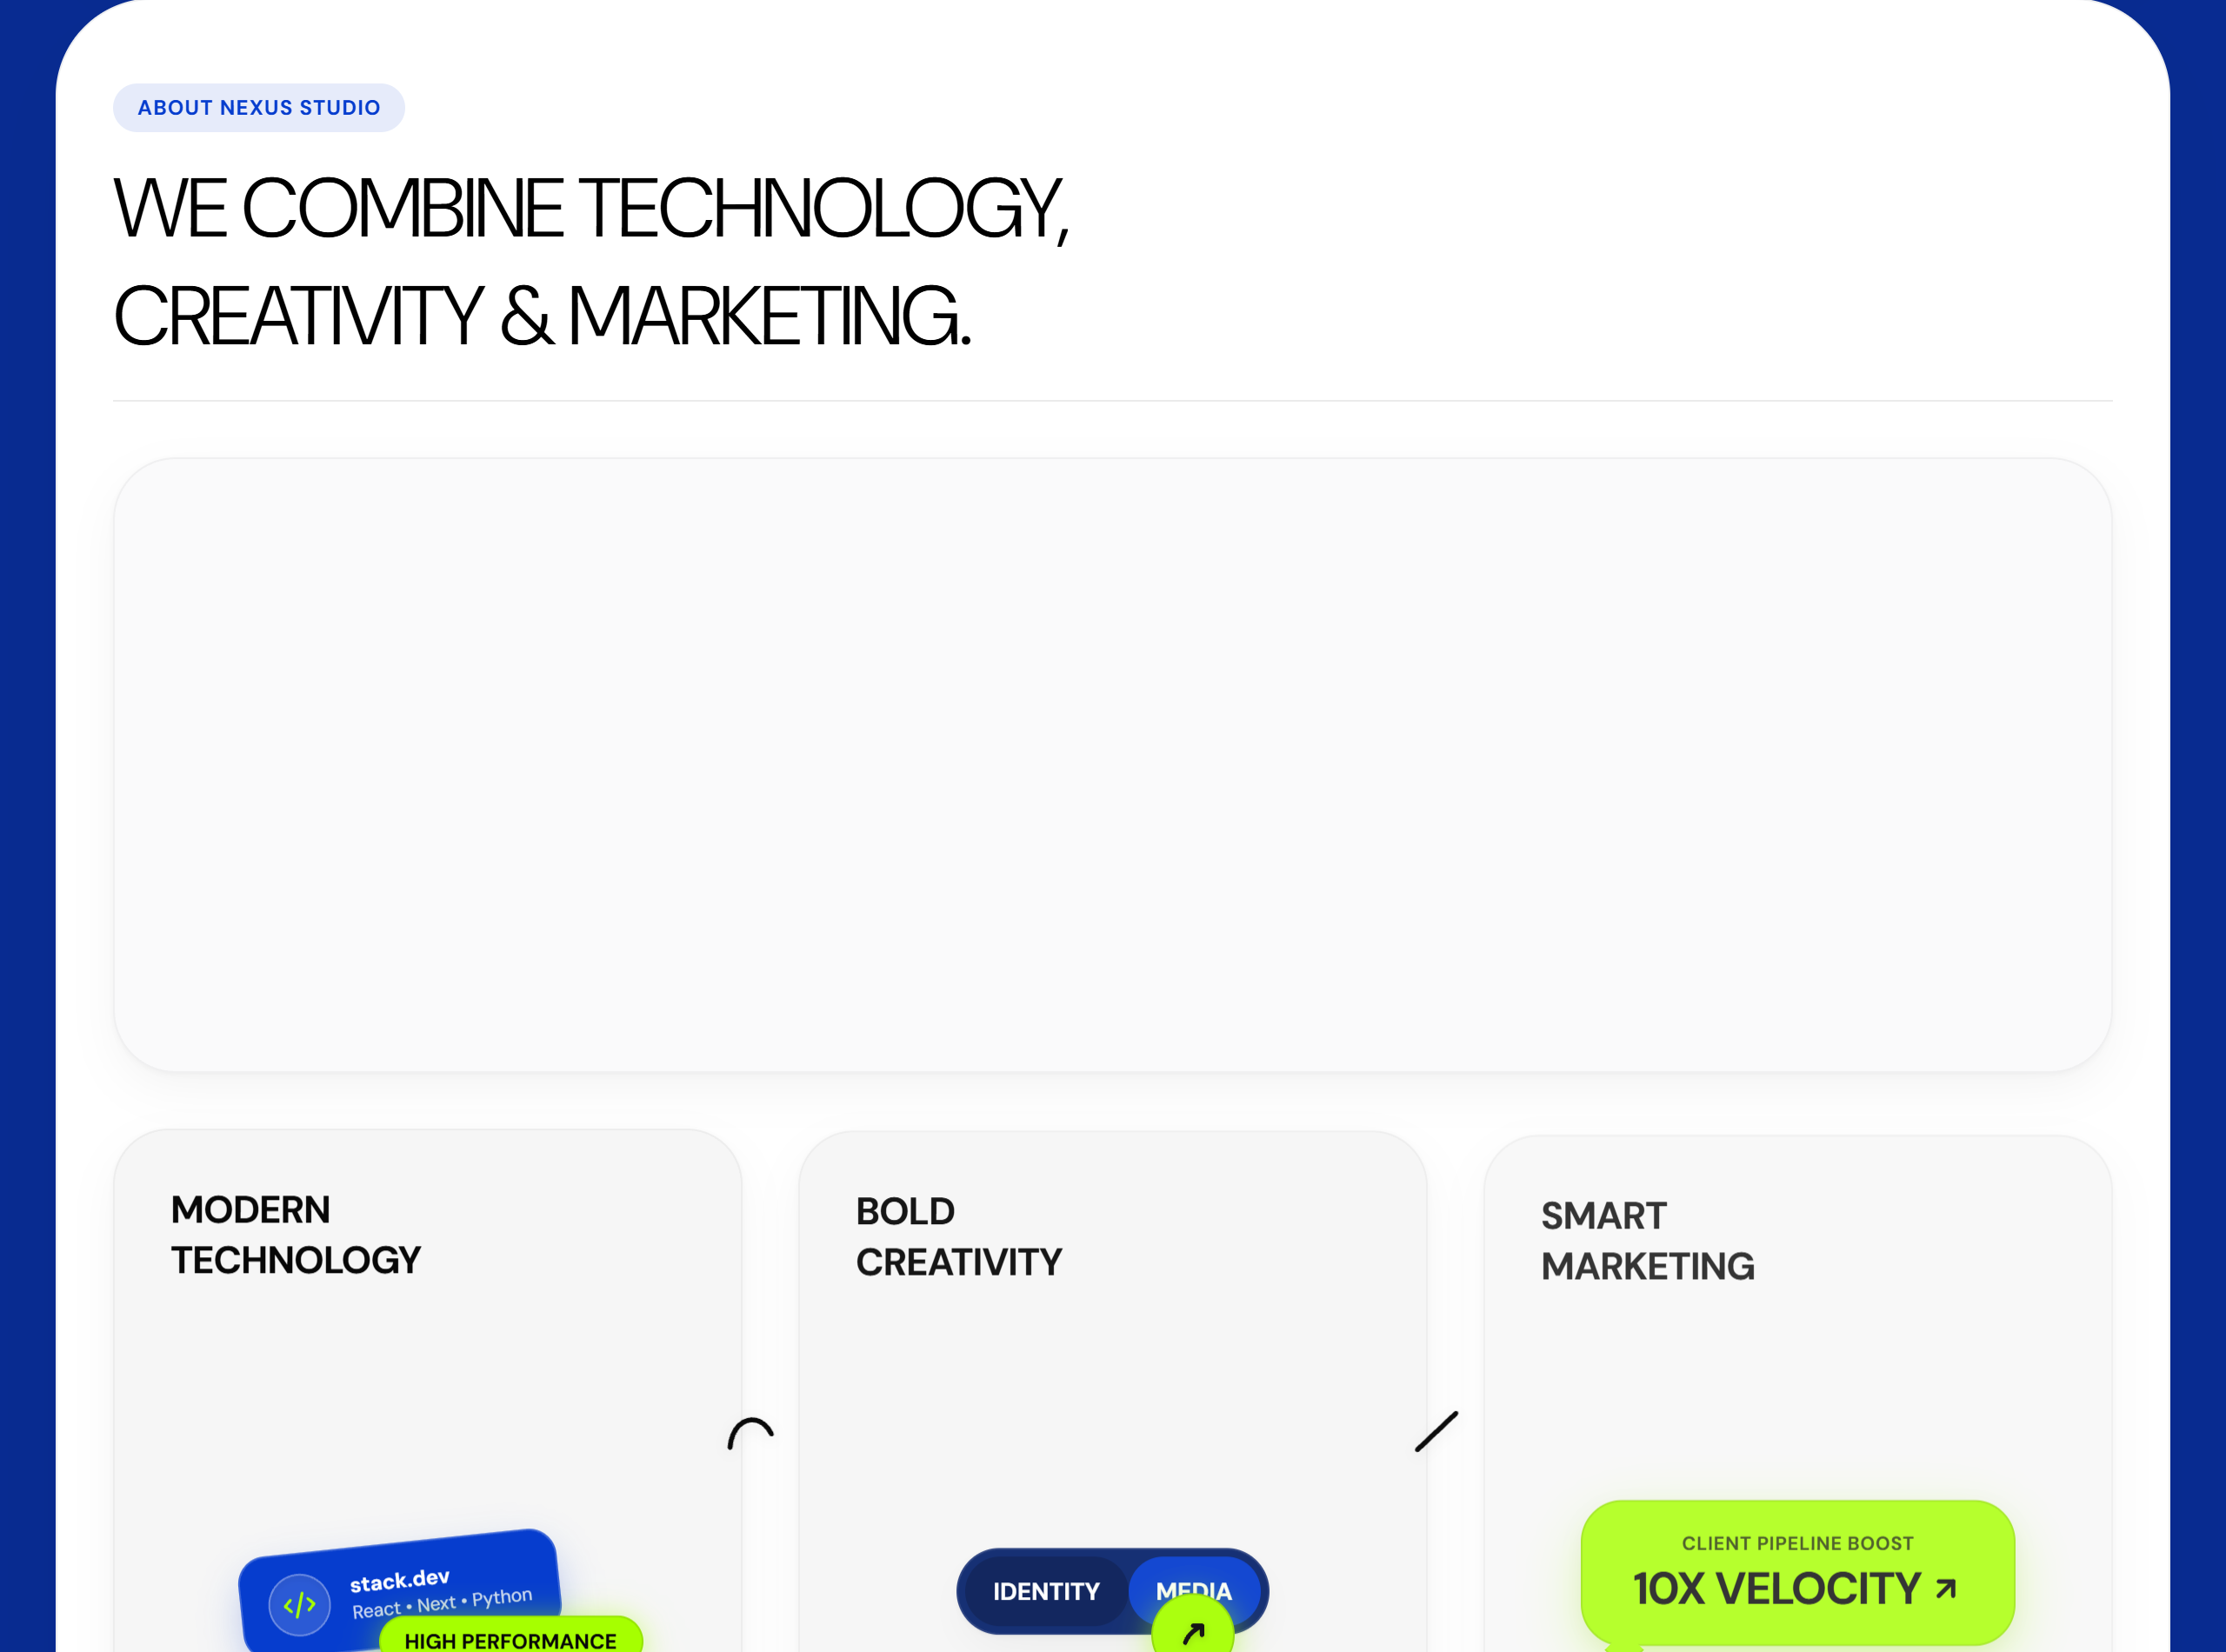 ABOUT NEXUS STUDIO
WE COMBINE TECHNOLOGY,
CREATIVITY & MARKETING.
MODERN
TECHNOLOGY
BOLD
CREATIVITY
SMART
MARKETING
stack.dev
React • Next • Python
HIGH PERFORMANCE
IDENTITY
MEDIA
CLIENT PIPELINE BOOST
10X VELOCITY